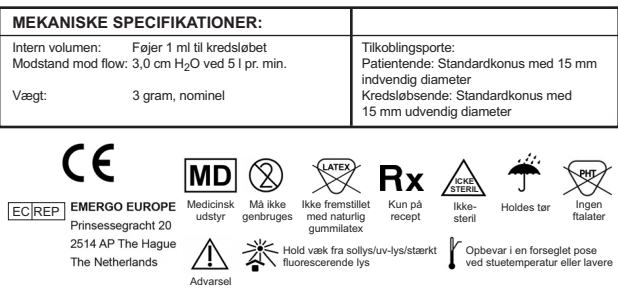 MEKANISKE SPECIFIKATIONER:
Intern volumen: Føjer 1 ml til kredsløbet
Modstand mod flow: 3,0 cm H₂O ved 5 l pr. min.
Vægt: 3 gram, nominel
Tilkoblingsporte:
Patientende: Standardkonus med 15 mm
indvendig diameter
Kredsløbsende: Standardkonus med
15 mm udvendig diameter
CE
EC REP
EMERGO EUROPE
Prinsessegracht 20
2514 AP The Hague
The Netherlands
MD
Medicinsk
udstyr
2
Må ikke
genbruges
LATEX
Ikke fremstillet
med naturlig
gummilatex
Rx
Kun på
recept
ICKE
STERIL
Ikke-
steril
Holdes tør
PHT
Ingen
ftalater
Advarsel
Hold væk fra sollys/uv-lys/stærkt
fluorescerende lys
Opbevar i en forseglet pose
ved stuetemperatur eller lavere